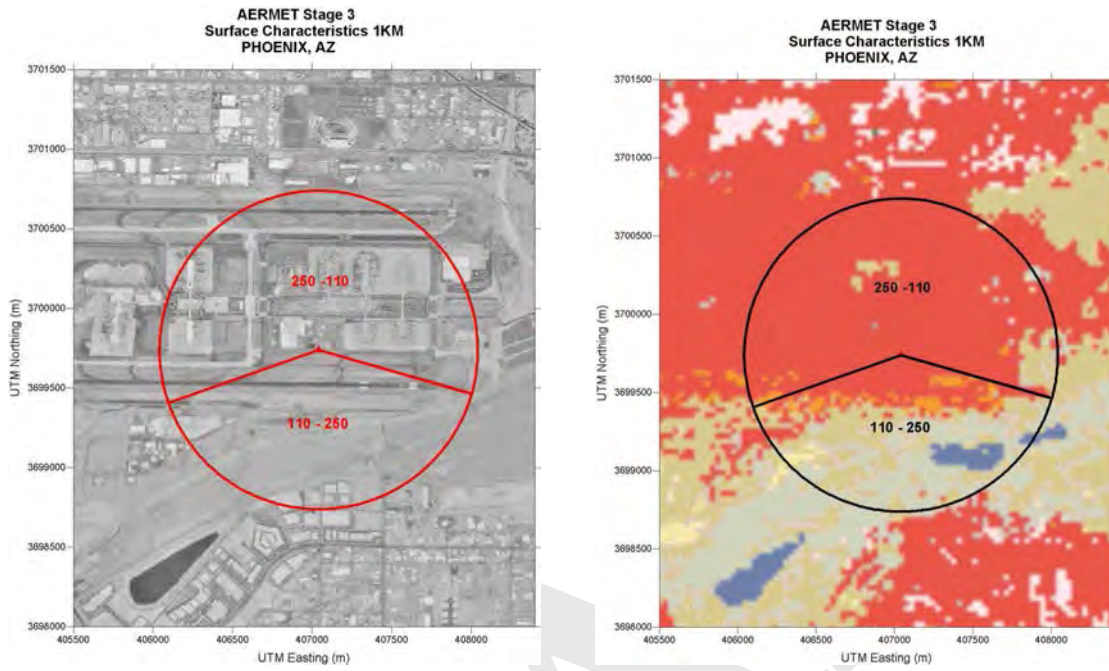 AERMET Stage 3
Surface Characteristics 1KM
PHOENIX, AZ
3701500
3701000
3700500
3700000
3699500
3699000
3698500
3698000
UTM Northing (m)
250 -110
110 - 250
405500
406000
406500
407000
407500
408000
UTM Easting (m)
AERMET Stage 3
Surface Characteristics 1KM
PHOENIX, AZ
3701500
3701000
3700500
3700000
3699500
3699000
3698500
3698000
UTM Northing (m)
250 -110
110 - 250
405500
406000
406500
407000
407500
408000
UTM Easting (m)